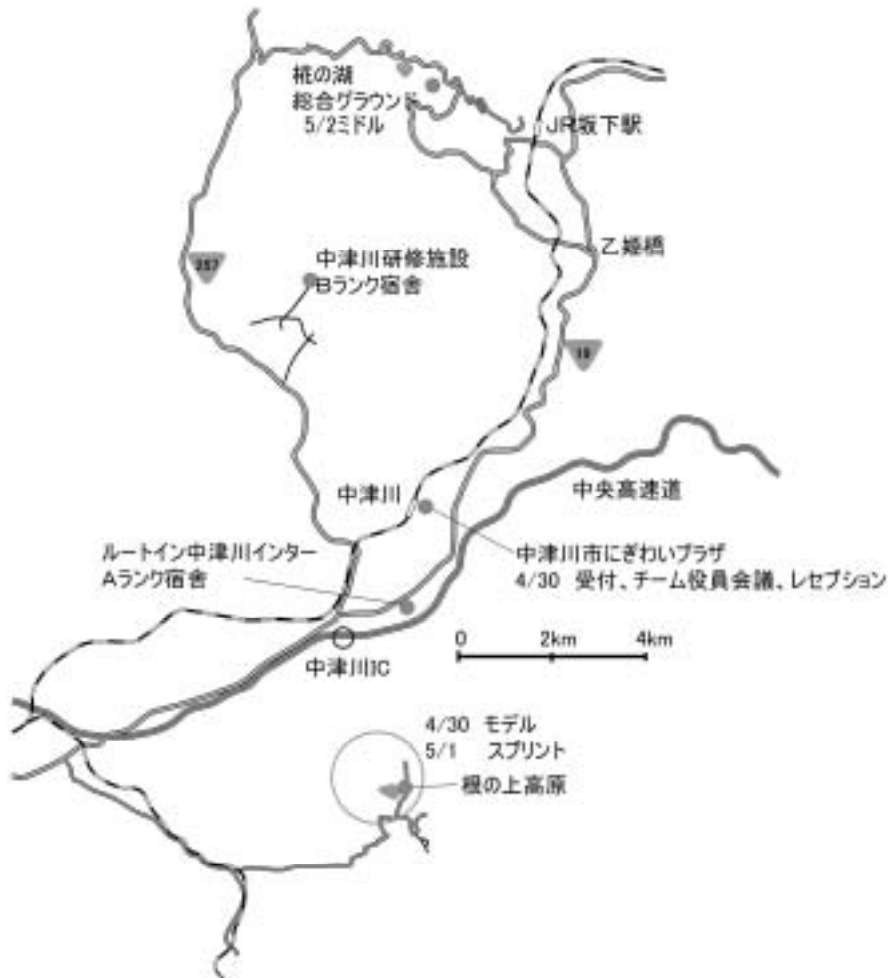 椛の湖
総合グラウンド
5/2ミドル
JR坂下駅
乙姫橋
中津川研修施設
Bランク宿舎
257
19
中津川
中央高速道
ルートイン中津川インター
Aランク宿舎
中津川市にぎわいプラザ
4/30 受付、チーム役員会議、レセプション
0 2km 4km
中津川IC
4/30 モデル
5/1 スプリント
根の上高原